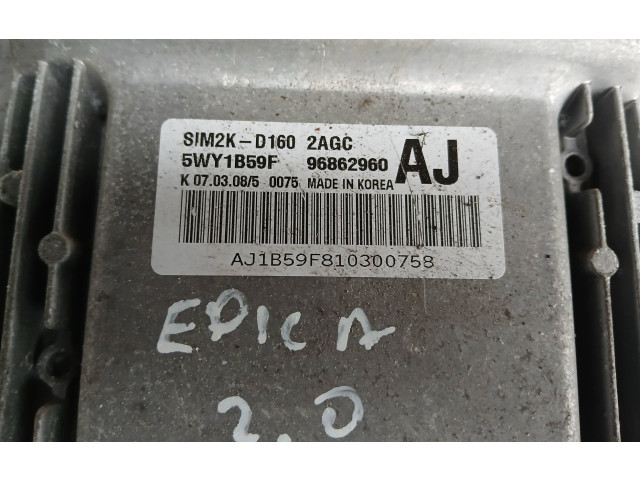 SIM2K-D160 2AGC
5WY1B59F 96862960 AJ
K 07.03.08/5 0075 MADE IN KOREA
AJ1B59F810300758
EPICA
2.0